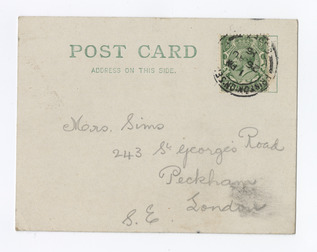 POST CARD
ADDRESS ON THIS SIDE.
Mrs. Sims
243 St Georges Road
Peckham
London
S. E.